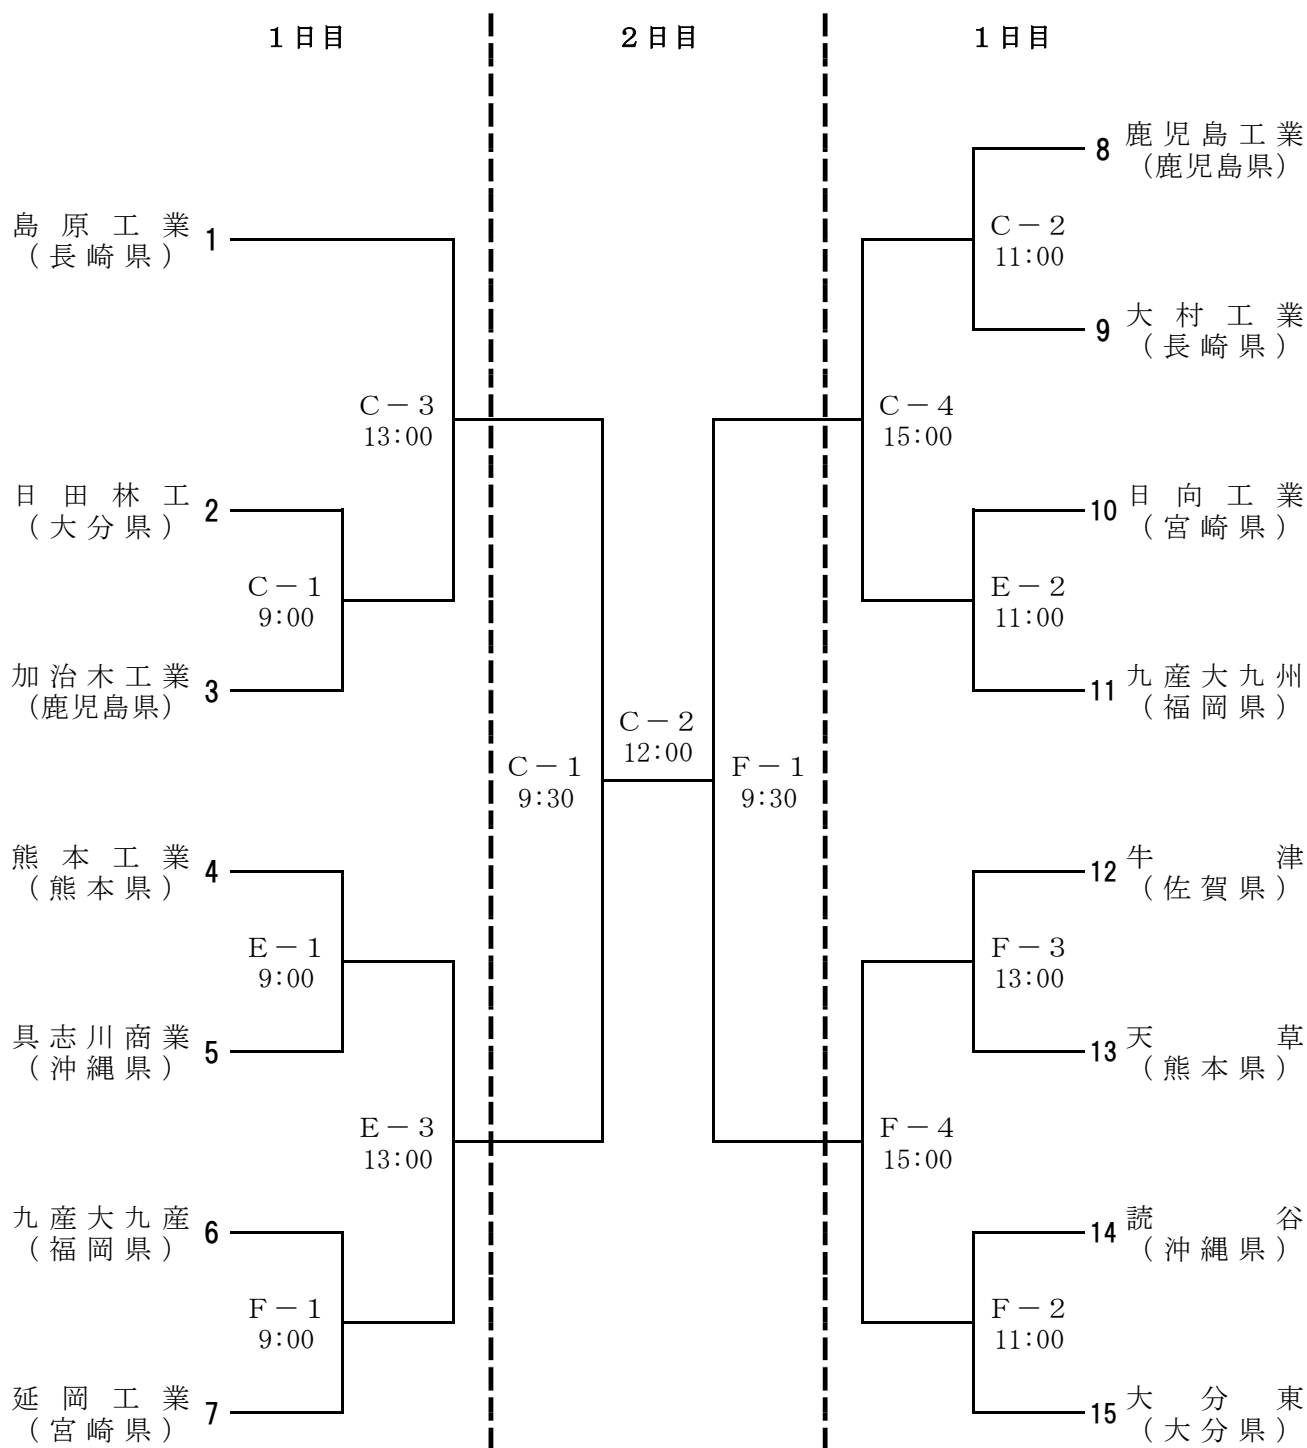 １日目
２日目
１日目
島原工業 1
(長崎県)
C－3
13:00
日田林工 2
(大分県)
C－1
9:00
加治木工業 3
(鹿児島県)
熊本工業 4
(熊本県)
E－1
9:00
具志川商業 5
(沖縄県)
E－3
13:00
九産大九産 6
(福岡県)
F－1
9:00
延岡工業 7
(宮崎県)
C－1
9:30
C－2
12:00
F－1
9:30
8 鹿児島工業
(鹿児島県)
C－2
11:00
9 大村工業
(長崎県)
C－4
15:00
10 日向工業
(宮崎県)
E－2
11:00
11 九産大九州
(福岡県)
12 牛津
(佐賀県)
F－3
13:00
13 天草
(熊本県)
F－4
15:00
14 読谷
(沖縄県)
F－2
11:00
15 大分東
(大分県)